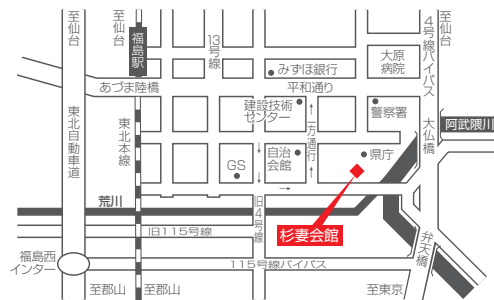 至仙台
至仙台
至仙台
福島駅
13号線
4号線バイパス
みずほ銀行
大原
病院
あづま陸橋
平和通り
建設技術
センター
警察署
一方通行
東北自動車道
東北本線
大仏橋
阿武隈川
自治
会館
県庁
GS
荒川
旧4号線
杉妻会館
旧115号線
弁天橋
福島西
インター
115号線バイパス
至郡山
至郡山
至東京